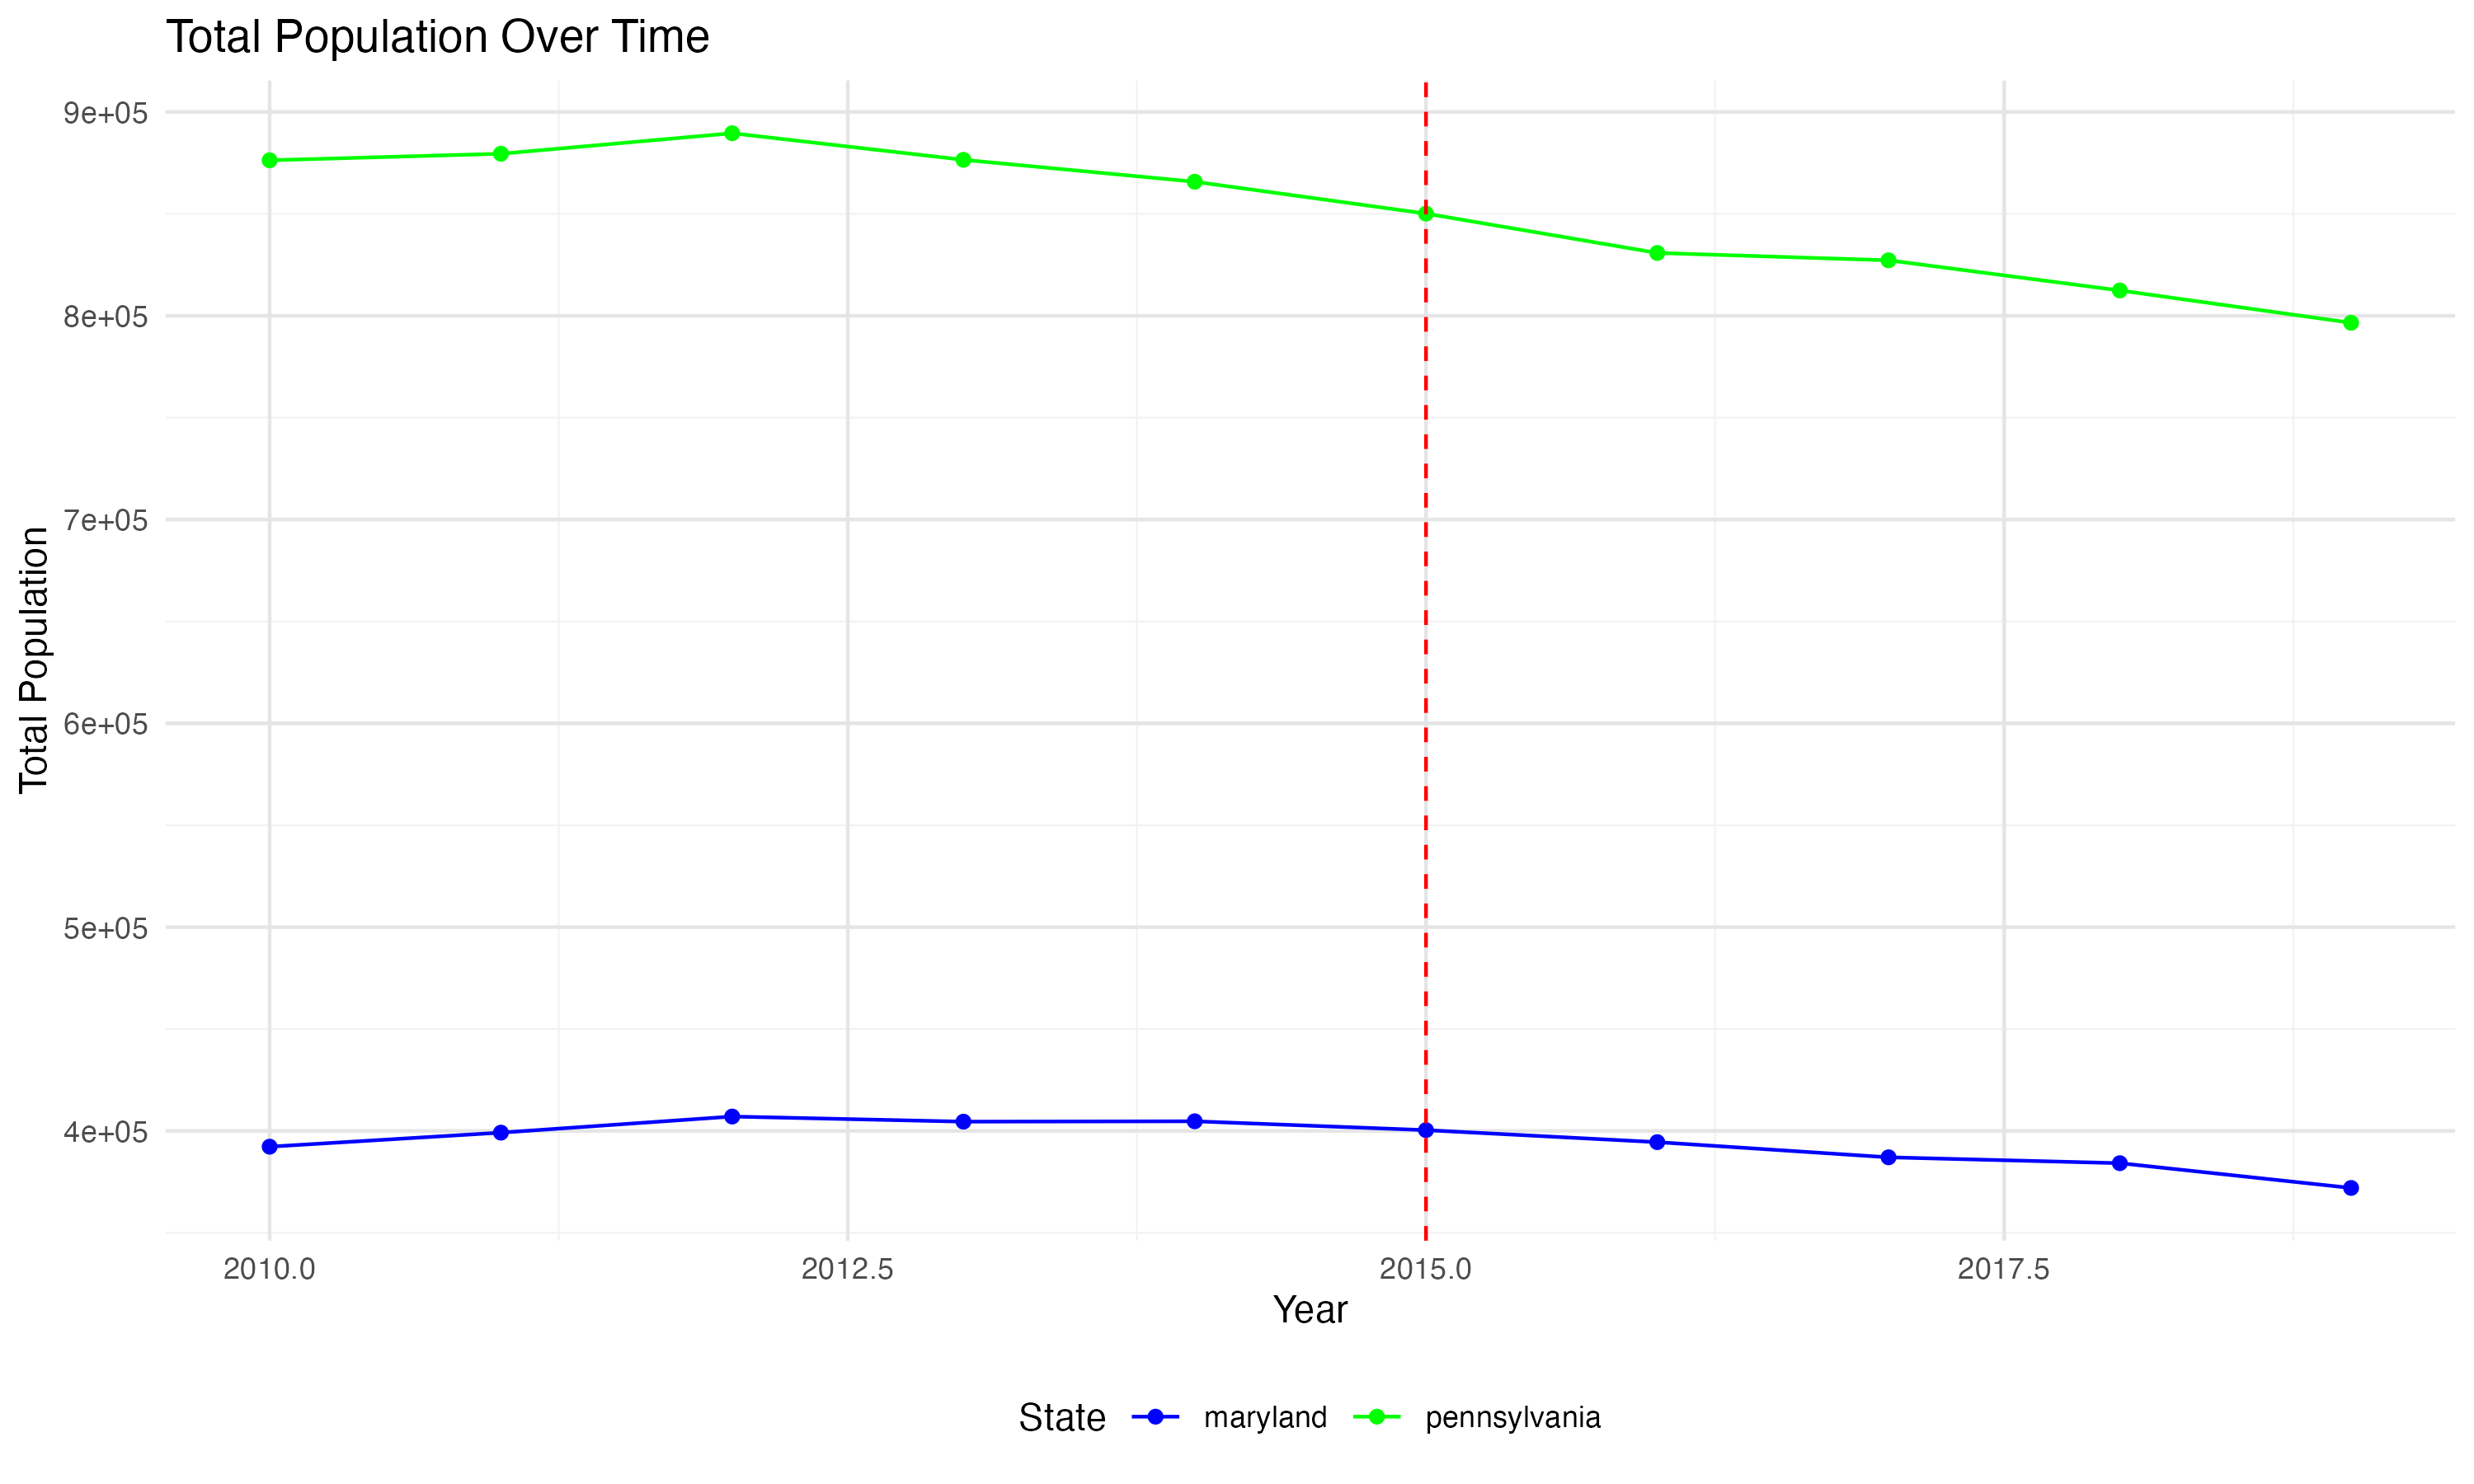 Total Population Over Time
Total Population
9e+05
8e+05
7e+05
6e+05
5e+05
4e+05
2010.0 2012.5 2015.0 2017.5
Year
State maryland pennsylvania